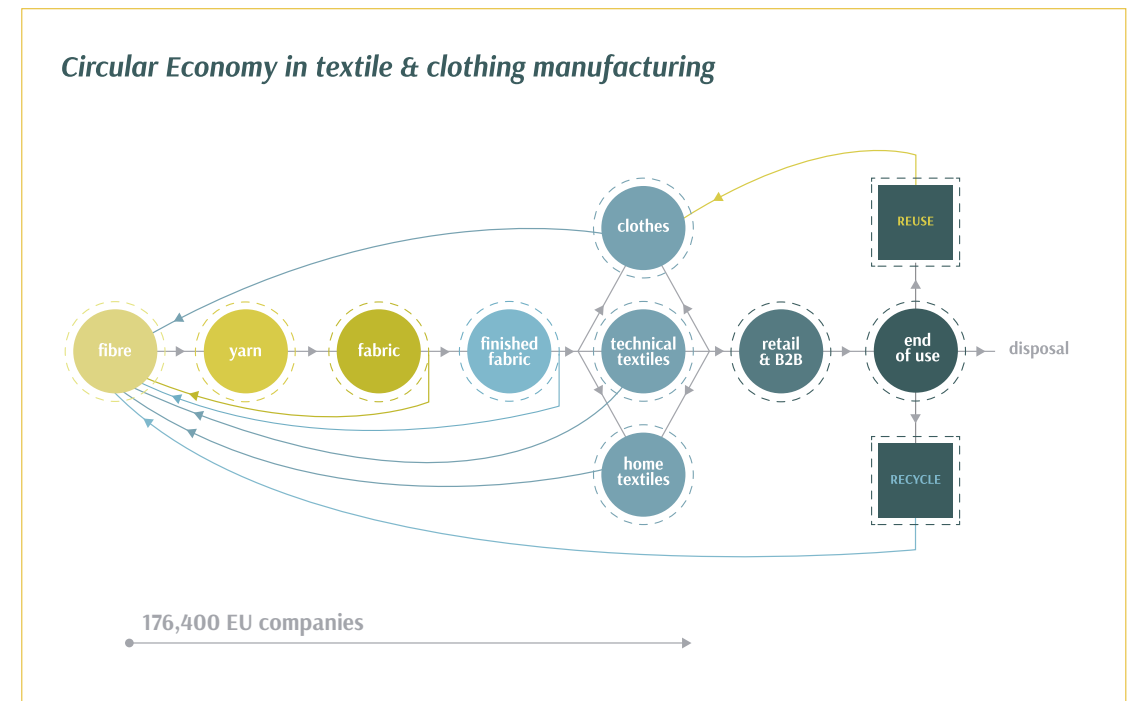 Circular Economy in textile & clothing manufacturing
clothes
REUSE
fibre
yarn
fabric
finished
fabric
technical
textiles
retail
& B2B
end
of use
disposal
home
textiles
RECYCLE
176,400 EU companies